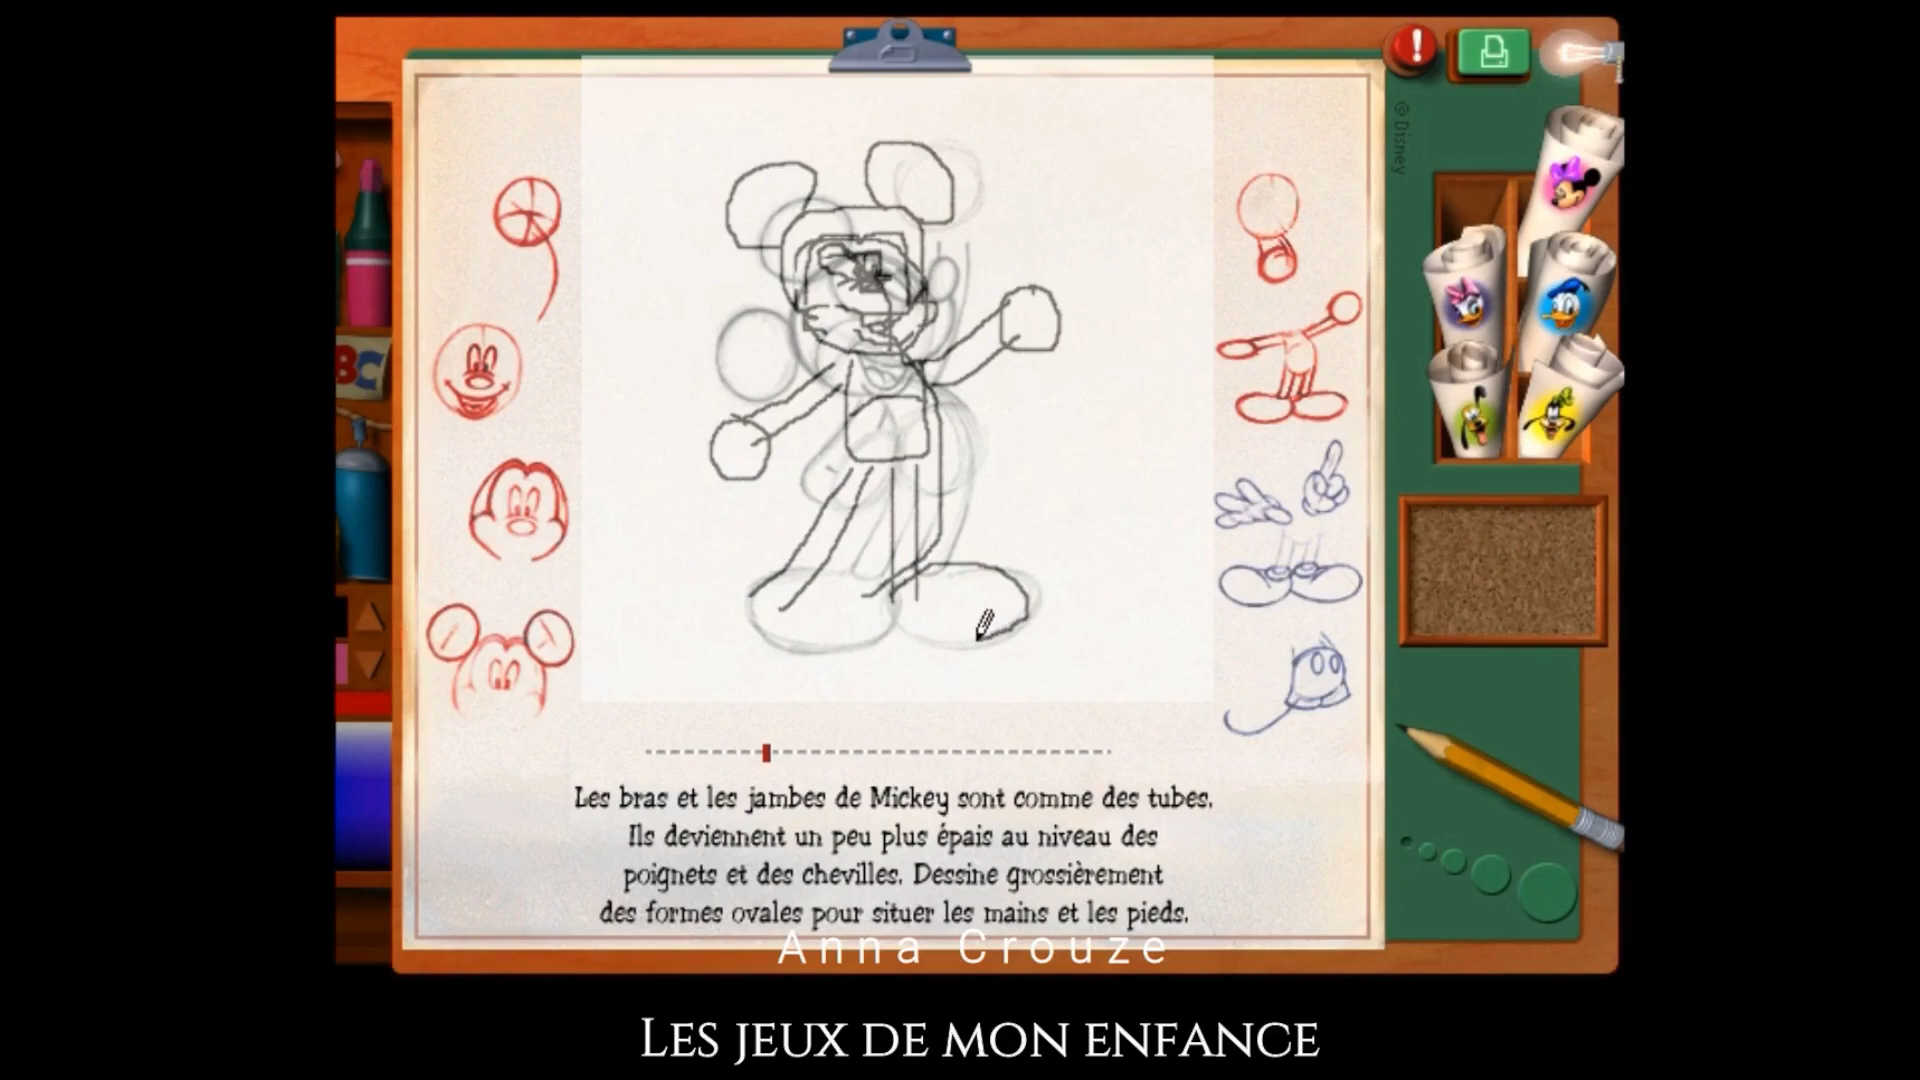 !
© Disney
BC
Les bras et les jambes de Mickey sont comme des tubes.
Ils deviennent un peu plus épais au niveau des
poignets et des chevilles. Dessine grossièrement
des formes ovales pour situer les mains et les pieds.
Anna Crouze
LES JEUX DE MON ENFANCE